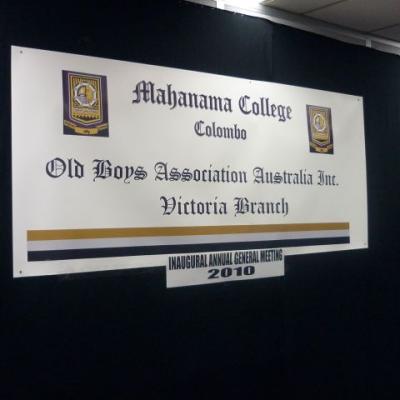 Mahanama College
Colombo
Old Boys Association Australia Inc.
Victoria Branch
INAUGURAL ANNUAL GENERAL MEETING
2010